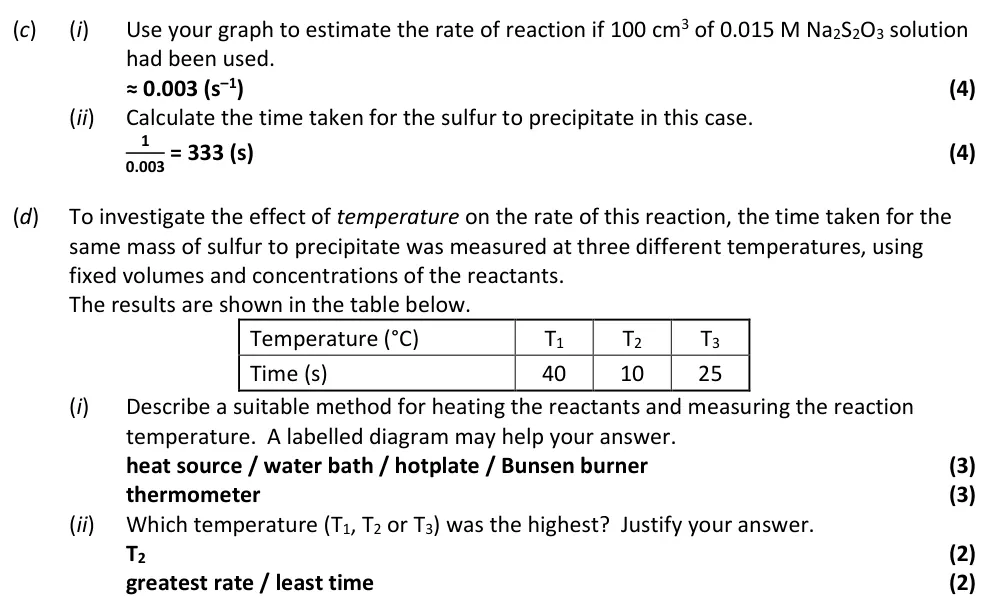 (c) (i) Use your graph to estimate the rate of reaction if 100 cm³ of 0.015 M Na₂S₂O₃ solution
had been used.
≈ 0.003 (s⁻¹) (4)
(ii) Calculate the time taken for the sulfur to precipitate in this case.
1/0.003 = 333 (s) (4)
(d) To investigate the effect of temperature on the rate of this reaction, the time taken for the
same mass of sulfur to precipitate was measured at three different temperatures, using
fixed volumes and concentrations of the reactants.
The results are shown in the table below.
Temperature (°C) T₁ T₂ T₃
Time (s) 40 10 25
(i) Describe a suitable method for heating the reactants and measuring the reaction
temperature. A labelled diagram may help your answer.
heat source / water bath / hotplate / Bunsen burner (3)
thermometer (3)
(ii) Which temperature (T₁, T₂ or T₃) was the highest? Justify your answer.
T₂ (2)
greatest rate / least time (2)